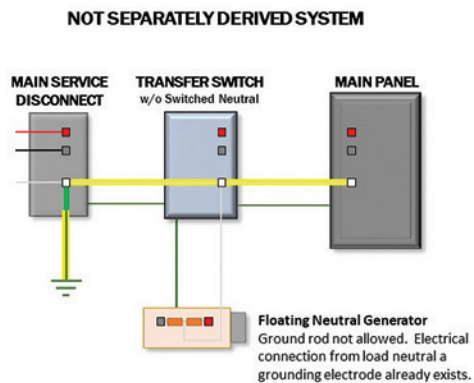 NOT SEPARATELY DERIVED SYSTEM
MAIN SERVICE
DISCONNECT
TRANSFER SWITCH
w/o Switched Neutral
MAIN PANEL
Floating Neutral Generator
Ground rod not allowed. Electrical
connection from load neutral a
grounding electrode already exists.